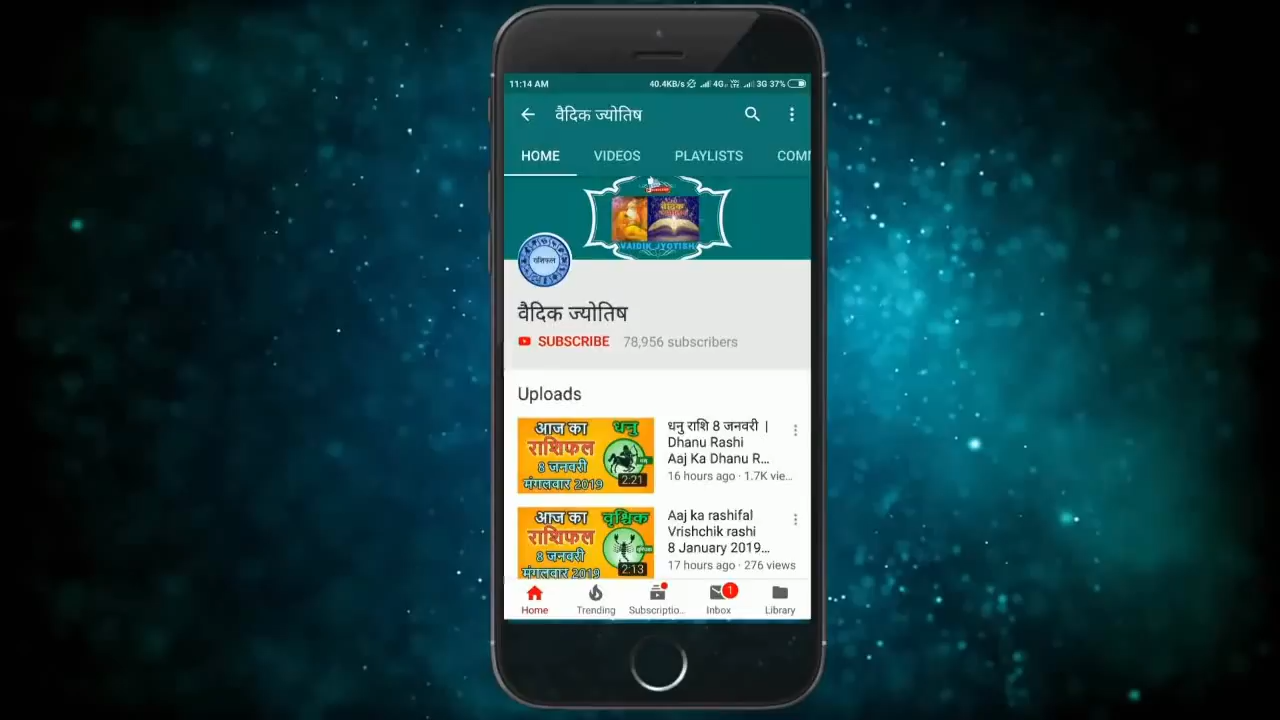 11:14 AM 40.4KB/s 4G 3G 37%
वैदिक ज्योतिष
HOME VIDEOS PLAYLISTS COMM
वैदिक
VAIDIK JYOTISH
राशिफल
वैदिक ज्योतिष
SUBSCRIBE 78,956 subscribers
Uploads
आज का धनु
राशिफल
8 जनवरी
मंगलवार 2019
2:21
धनु राशि 8 जनवरी |
Dhanu Rashi
Aaj Ka Dhanu R...
16 hours ago · 1.7K vie...
आज का वृश्चिक
राशिफल
8 जनवरी
मंगलवार 2019
2:13
Aaj ka rashifal
Vrishchik rashi
8 January 2019...
17 hours ago · 276 views
1
Home Trending Subscriptio.. Inbox Library